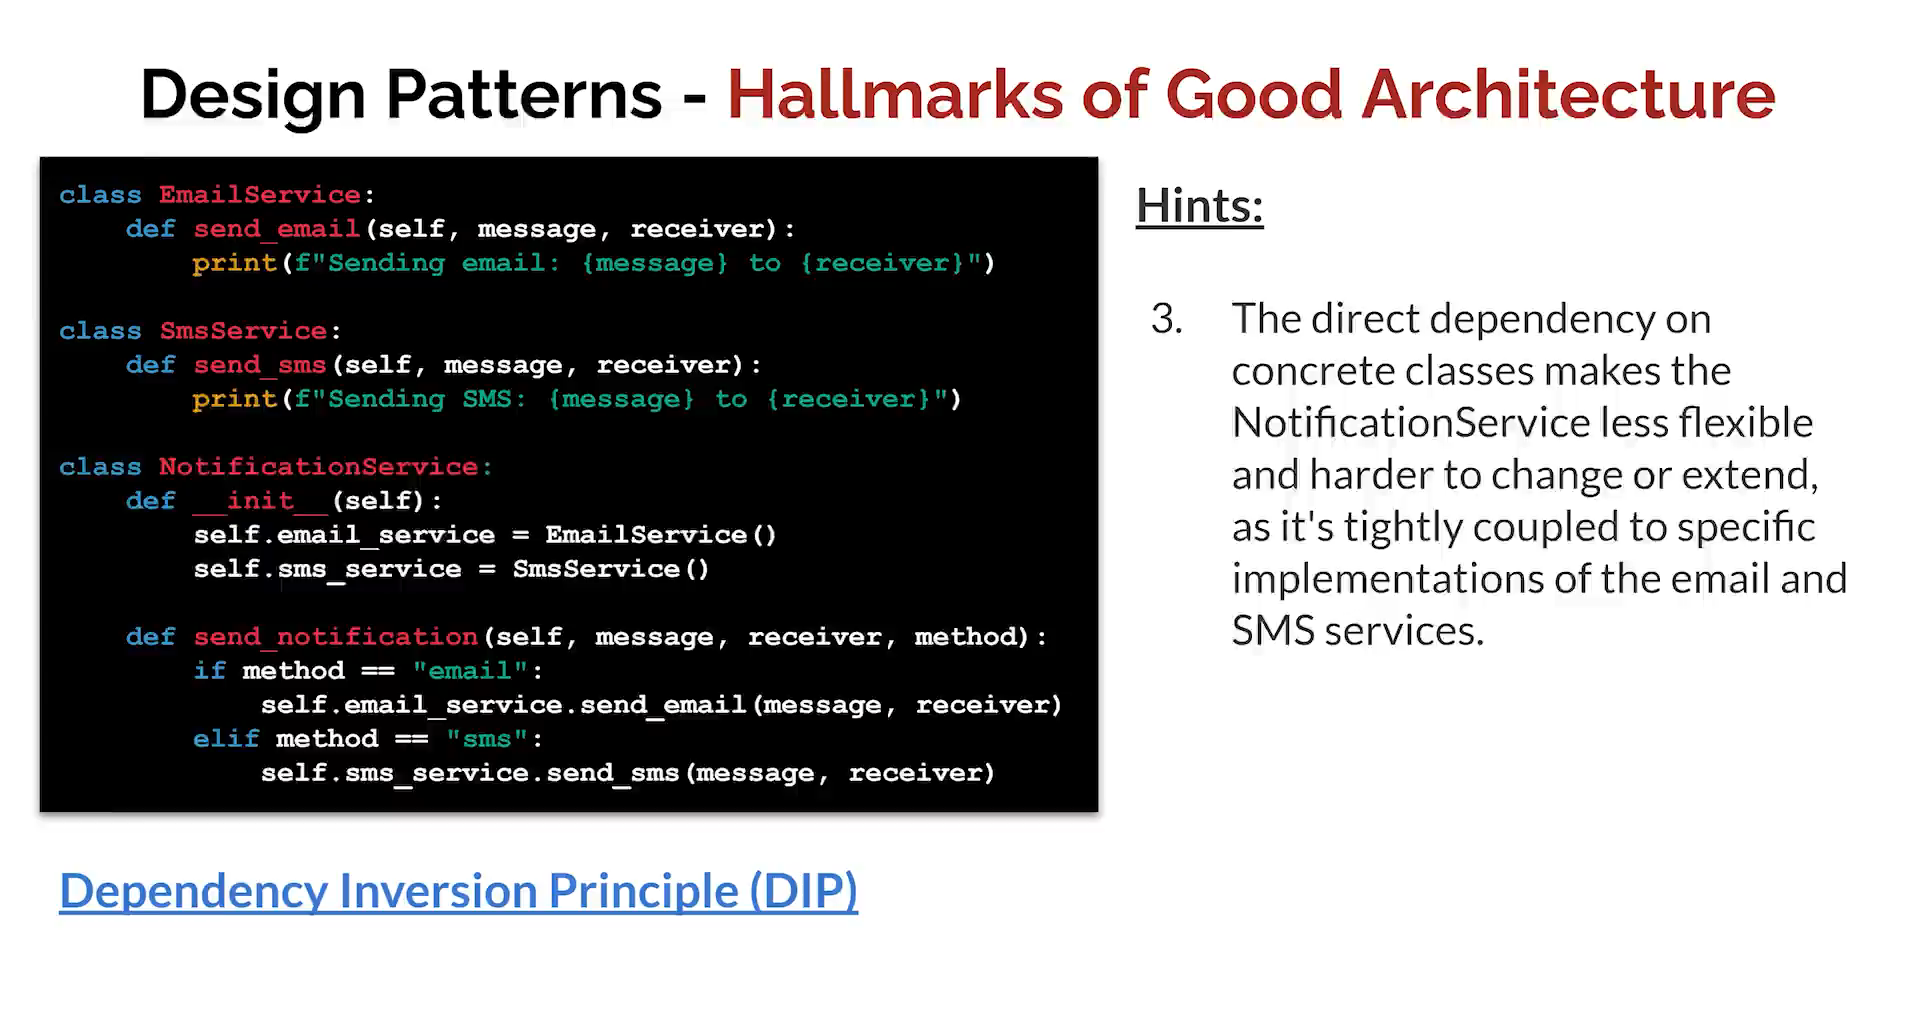 Design Patterns - Hallmarks of Good Architecture
class EmailService:
    def send_email(self, message, receiver):
        print(f"Sending email: {message} to {receiver}")
class SmsService:
    def send_sms(self, message, receiver):
        print(f"Sending SMS: {message} to {receiver}")
class NotificationService:
    def __init__(self):
        self.email_service = EmailService()
        self.sms_service = SmsService()
    def send_notification(self, message, receiver, method):
        if method == "email":
            self.email_service.send_email(message, receiver)
        elif method == "sms":
            self.sms_service.send_sms(message, receiver)
Hints:
3. The direct dependency on
concrete classes makes the
NotificationService less flexible
and harder to change or extend,
as it's tightly coupled to specific
implementations of the email and
SMS services.
Dependency Inversion Principle (DIP)